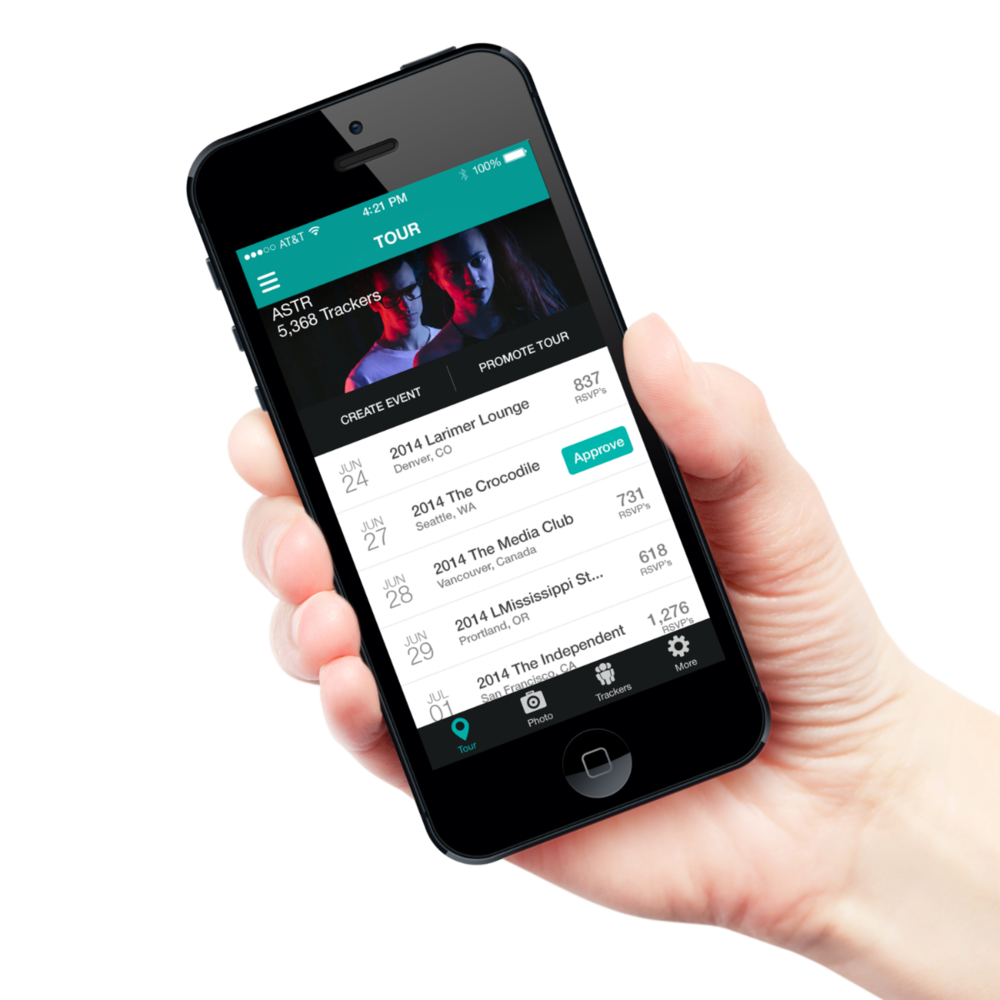 AT&T
4:21 PM
100%
TOUR
ASTR
5,368 Trackers
CREATE EVENT
PROMOTE TOUR
JUN
24
2014 Larimer Lounge
Denver, CO
837
RSVP's
JUN
27
2014 The Crocodile
Seattle, WA
Approve
JUN
28
2014 The Media Club
Vancouver, Canada
731
RSVP's
JUN
29
2014 LMississippi St...
Prortland, OR
618
RSVP's
JUL
01
2014 The Independent
San Francisco, CA
1,276
RSVP's
Tour
Photo
Trackers
More